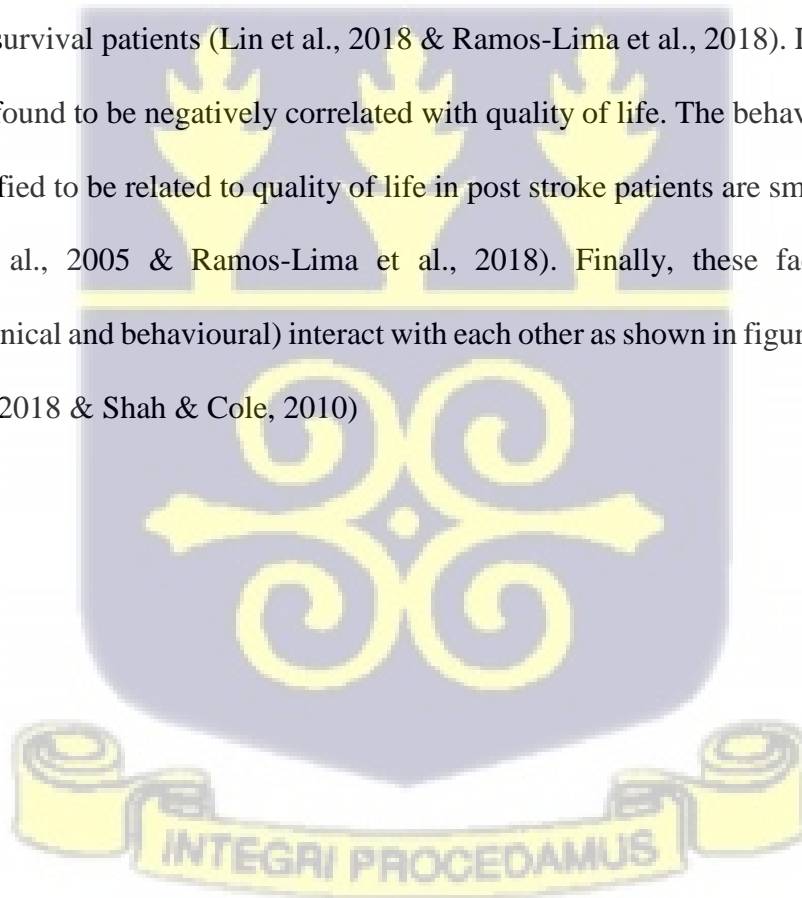 survival patients (Lin et al., 2018 & Ramos-Lima et al., 2018).
found to be negatively correlated with quality of life. The behav
fied to be related to quality of life in post stroke patients are sm
al., 2005 & Ramos-Lima et al., 2018). Finally, these fac
nical and behavioural) interact with each other as shown in figur
2018 & Shah & Cole, 2010)
INTEGRI PROCEDAMUS